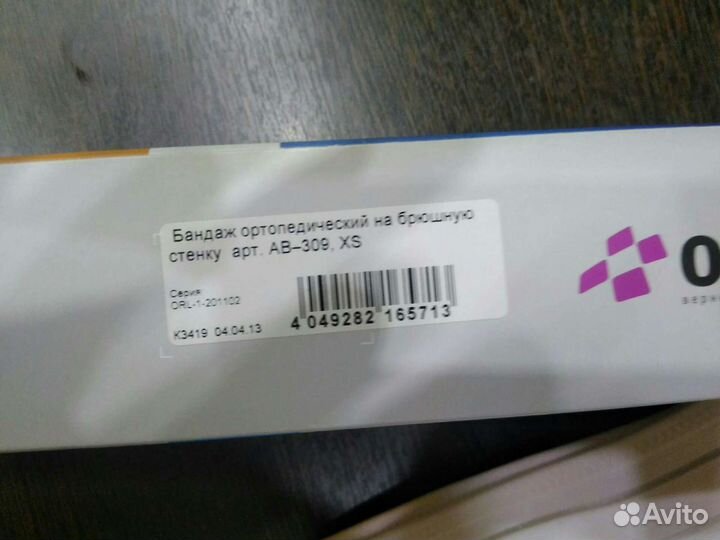 Бандаж ортопедический на брюшную
стенку арт. АВ–309, XS
Серия:
ORL-1-201102
К3419 04.04.13
4 049282 165713
Avito